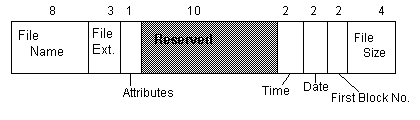 8 3 1 10 2 2 2 4
File Name
File Ext.
Reserved
File Size
Attributes
Time
Date
First Block No.